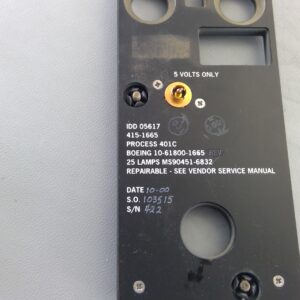 5 VOLTS ONLY
IDD 05617
415-1665
PROCESS 401C
BOEING 10-61800-1665
25 LAMPS MS90451-6832
REPAIRABLE - SEE VENDOR SERVICE MANUAL
DATE 10-00
S.O. 103515
S/N 422